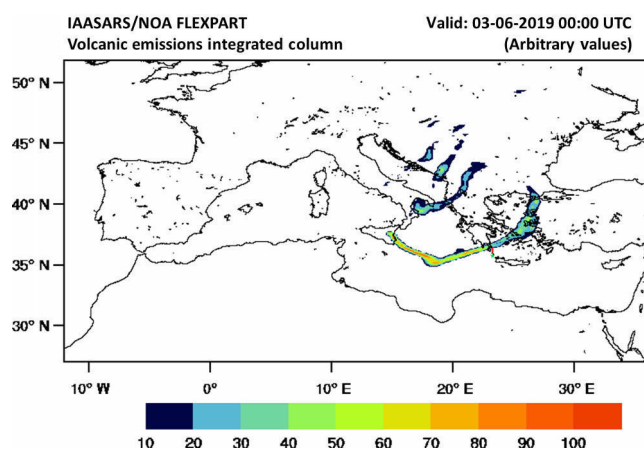 IAASARS/NOA FLEXPART
Valid: 03-06-2019 00:00 UTC
Volcanic emissions integrated column
(Arbitrary values)
50° N
45° N
40° N
35° N
30° N
10° W 0° 10° E 20° E 30° E
10 20 30 40 50 60 70 80 90 100